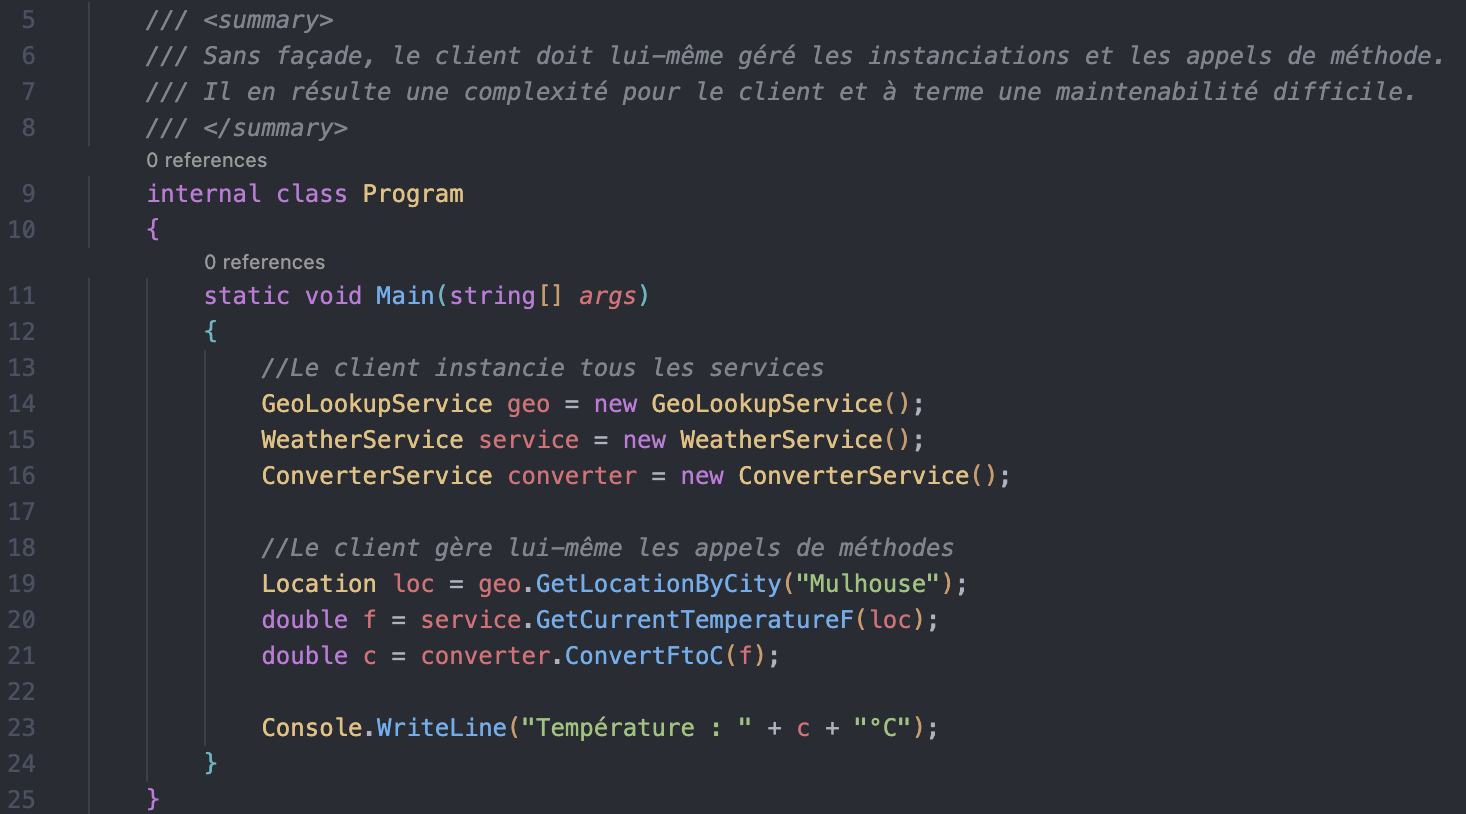 5 /// <summary>
6 /// Sans façade, le client doit lui-même géré les instanciations et les appels de méthode.
7 /// Il en résulte une complexité pour le client et à terme une maintenabilité difficile.
8 /// </summary>
0 references
9 internal class Program
10 {
0 references
11 static void Main(string[] args)
12 {
13 //Le client instancie tous les services
14 GeoLookupService geo = new GeoLookupService();
15 WeatherService service = new WeatherService();
16 ConverterService converter = new ConverterService();
17
18 //Le client gère lui-même les appels de méthodes
19 Location loc = geo.GetLocationByCity("Mulhouse");
20 double f = service.GetCurrentTemperatureF(loc);
21 double c = converter.ConvertFtoC(f);
22
23 Console.WriteLine("Température : " + c + "°C");
24 }
25 }